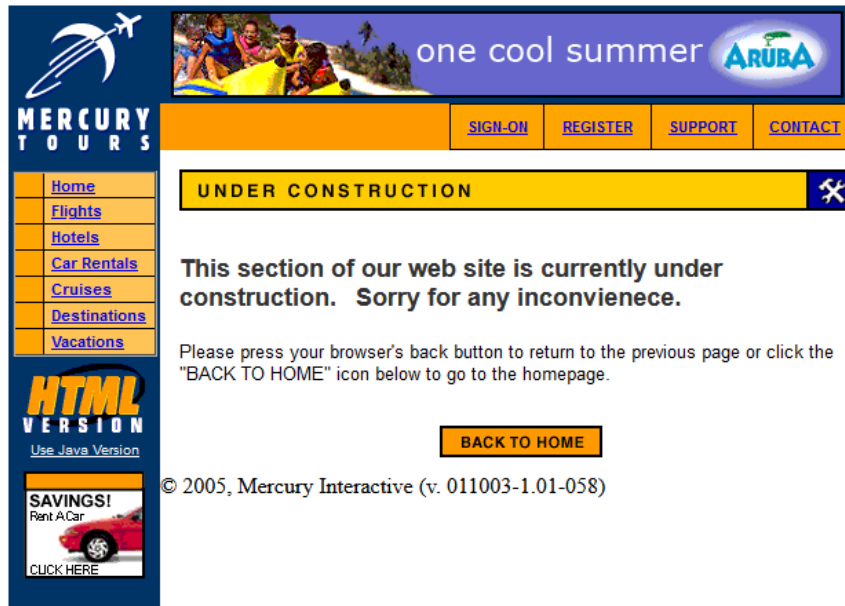 one cool summer ARUBA
MERCURY
TOURS
SIGN-ON REGISTER SUPPORT CONTACT
Home
Flights
Hotels
Car Rentals
Cruises
Destinations
Vacations
HTML
VERSION
Use Java Version
SAVINGS!
Rent A Car
CLICK HERE
UNDER CONSTRUCTION
This section of our web site is currently under
construction. Sorry for any inconvienece.
Please press your browser's back button to return to the previous page or click the
"BACK TO HOME" icon below to go to the homepage.
BACK TO HOME
© 2005, Mercury Interactive (v. 011003-1.01-058)